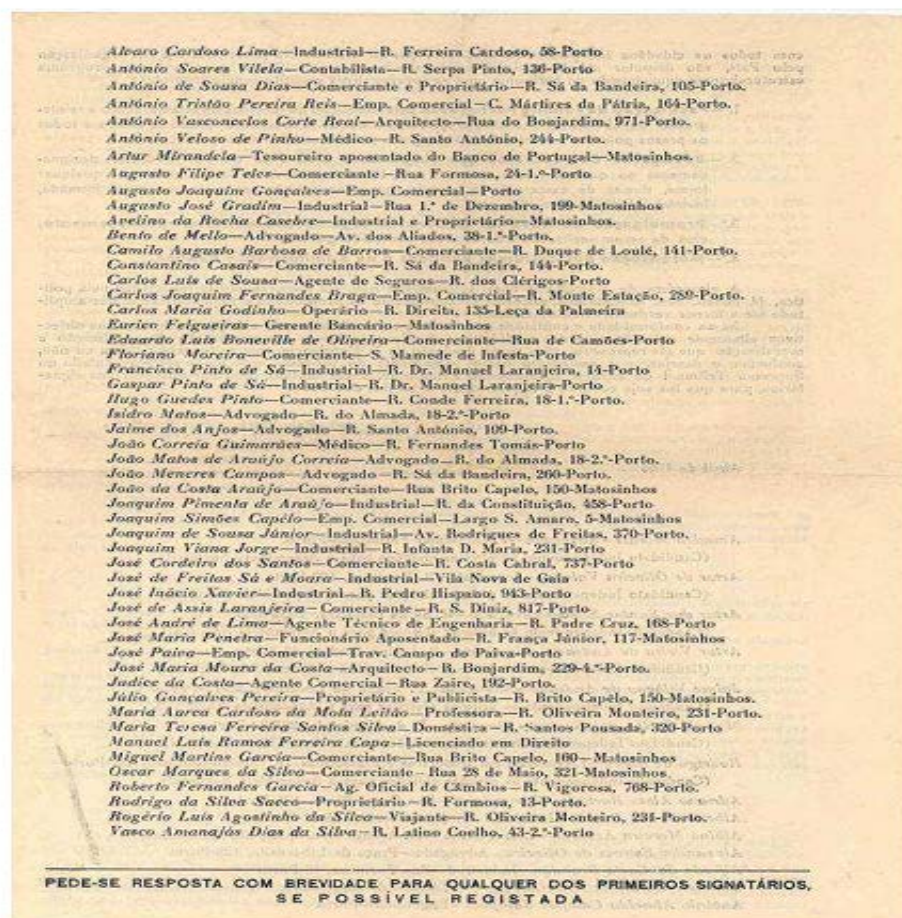 Alvaro Cardoso Lima—Industrial—R. Ferreira Cardoso, 58-Porto
António Soares Vilela—Contabilista—R. Serpa Pinto, 136-Porto
António de Sousa Dias—Comerciante e Proprietário—R. Sá da Bandeira, 105-Porto.
António Tristão Pereira Reis—Emp. Comercial—C. Mártires da Pátria, 164-Porto.
António Vasconcelos Corte Real—Arquitecto—Rua do Bonjardim, 971-Porto.
António Veloso de Pinho—Médico—R. Santo António, 244-Porto.
Artur Mirandela—Tesoureiro aposentado do Banco de Portugal—Matosinhos.
Augusto Filipe Teles—Comerciante—Rua Formosa, 24-1.º-Porto
Augusto Joaquim Gonçalves—Emp. Comercial—Porto
Augusto José Gradim—Industrial—Rua 1.º de Dezembro, 199-Matosinhos
Avelino da Rocha Casebre—Industrial e Proprietário—Matosinhos.
Bento de Mello—Advogado—Av. dos Aliados, 38-1.º-Porto.
Camilo Augusto Barbosa de Barros—Comerciante—R. Duque de Loulé, 141-Porto.
Constantino Casais—Comerciante—R. Sá da Bandeira, 144-Porto.
Carlos Luis de Sousa—Agente de Seguros—R. dos Clérigos-Porto
Carlos Joaquim Fernandes Braga—Emp. Comercial—R. Monte Estação, 289-Porto.
Carlos Maria Godinho—Operário—R. Direita, 135-Leça da Palmeira
Eurico Felgueiras—Gerente Bancário—Matosinhos
Eduardo Luis Boneville de Oliveira—Comerciante—Rua de Camões-Porto
Floriano Moreira—Comerciante—S. Mamede de Infesta-Porto
Francisco Pinto de Sá—Industrial—R. Dr. Manuel Laranjeira, 14-Porto
Gaspar Pinto de Sá—Industrial—R. Dr. Manuel Laranjeira-Porto
Hugo Guedes Pinto—Comerciante—R. Conde Ferreira, 18-1.º-Porto.
Isidro Matos—Advogado—R. do Almada, 18-2.º-Porto
Jaime dos Anjos—Advogado—R. Santo António, 199-Porto.
João Correia Guimarães—Médico—R. Fernandes Tomás-Porto
João Matos de Araújo Correia—Advogado—R. do Almada, 18-2.º-Porto.
João Meneres Campos—Advogado—R. Sá da Bandeira, 260-Porto.
João da Costa Araújo—Comerciante—Rua Brito Capelo, 150-Matosinhos
Joaquim Pimenta de Araújo—Industrial—R. da Constituição, 458-Porto
Joaquim Simões Capélo—Emp. Comercial—Largo S. Amaro, 5-Matosinhos
Joaquim de Sousa Júnior—Industrial—Av. Rodrigues de Freitas, 370-Porto.
Joaquim Viana Jorge—Industrial—R. Infanta D. Maria, 231-Porto
José Cordeiro dos Santos—Comerciante—R. Costa Cabral, 737-Porto
José de Freitas Sá e Moura—Industrial—Vila Nova de Gaia
José Inácio Xavier—Industrial—R. Pedro Hispano, 943-Porto
José de Assiz Laranjeira—Comerciante—R. S. Diniz, 817-Porto
José André de Lima—Agente Técnico de Engenharia—R. Padre Cruz, 168-Porto
José Maria Penetra—Funcionário Aposentado—R. França Júnior, 117-Matosinhos
José Paiva—Emp. Comercial—Trav. Campo do Paiva-Porto
José Maria Moura da Costa—Arquitecto—R. Bonjardim, 229-4.º-Porto.
Judice da Costa—Agente Comercial—Rua Zaire, 192-Porto.
Júlio Gonçalves Pereira—Proprietário e Publicista—R. Brito Capêlo, 150-Matosinhos.
Maria Aurea Cardoso da Mota Leitão—Professora—R. Oliveira Monteiro, 231-Porto.
Maria Teresa Ferreira Santos Silva—Doméstica—R. Santos Pousada, 320-Porto
Manuel Luis Ramos Ferreira Capa—Licenciado em Direito
Miguel Martins Garcia—Comerciante—Rua Brito Capelo, 160—Matosinhos
Oscar Marques da Silva—Comerciante—Rua 28 de Maio, 321-Matosinhos
Roberto Fernandes Garcia—Ag. Oficial de Câmbios—R. Vigorosa, 768-Porto.
Rodrigo da Silva Sacco—Proprietário—R. Formosa, 13-Porto.
Rogério Luis Agostinho da Silva—Viajante—R. Oliveira Monteiro, 231-Porto.
Vasco Amanajás Dias da Silva—R. Latino Coelho, 43-2.º-Porto
PEDE-SE RESPOSTA COM BREVIDADE PARA QUALQUER DOS PRIMEIROS SIGNATÁRIOS,
SE POSSÍVEL REGISTADA